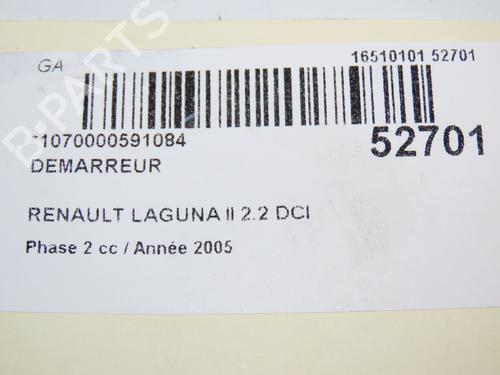 GA
16510101 52701
*1070000591084
52701
DEMARREUR
RENAULT LAGUNA II 2.2 DCI
Phase 2 cc / Année 2005
B-PARTS